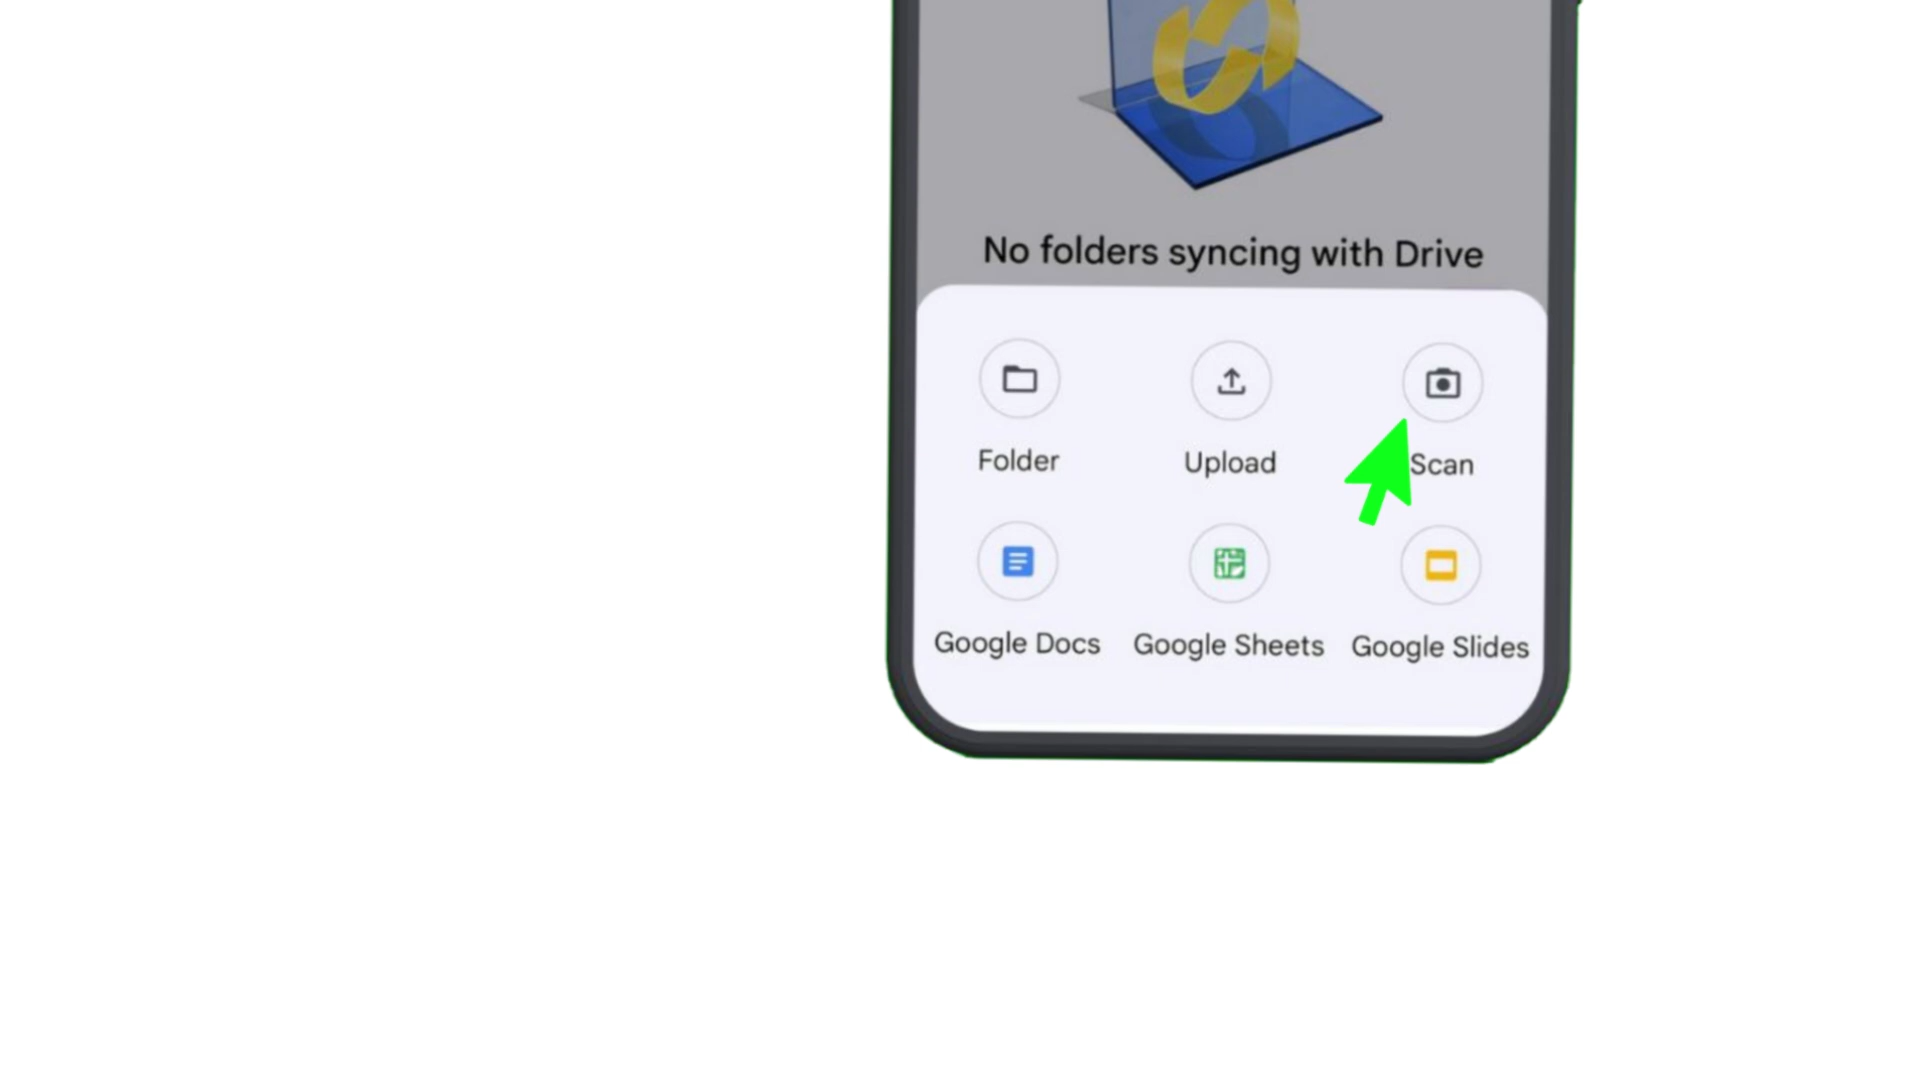 No folders syncing with Drive
Folder
Upload
Scan
Google Docs
Google Sheets
Google Slides